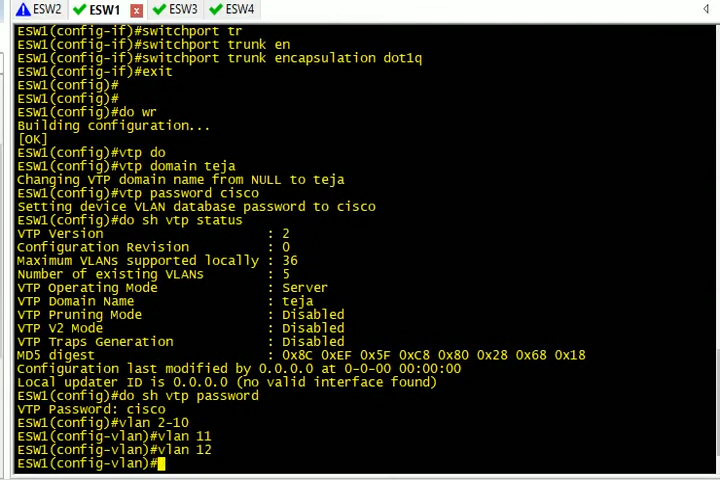 ESW2 ESW1 ESW3 ESW4
ESW1(config-if)#switchport tr
ESW1(config-if)#switchport trunk en
ESW1(config-if)#switchport trunk encapsulation dot1q
ESW1(config-if)#exit
ESW1(config)#
ESW1(config)#
ESW1(config)#do wr
Building configuration...
[OK]
ESW1(config)#vtp do
ESW1(config)#vtp domain teja
Changing VTP domain name from NULL to teja
ESW1(config)#vtp password cisco
Setting device VLAN database password to cisco
ESW1(config)#do sh vtp status
VTP Version : 2
Configuration Revision : 0
Maximum VLANs supported locally : 36
Number of existing VLANs : 5
VTP Operating Mode : Server
VTP Domain Name : teja
VTP Pruning Mode : Disabled
VTP V2 Mode : Disabled
VTP Traps Generation : Disabled
MD5 digest : 0x8C 0xEF 0x5F 0xC8 0x80 0x28 0x68 0x18
Configuration last modified by 0.0.0.0 at 0-0-00 00:00:00
Local updater ID is 0.0.0.0 (no valid interface found)
ESW1(config)#do sh vtp password
VTP Password: cisco
ESW1(config)#vlan 2-10
ESW1(config-vlan)#vlan 11
ESW1(config-vlan)#vlan 12
ESW1(config-vlan)#